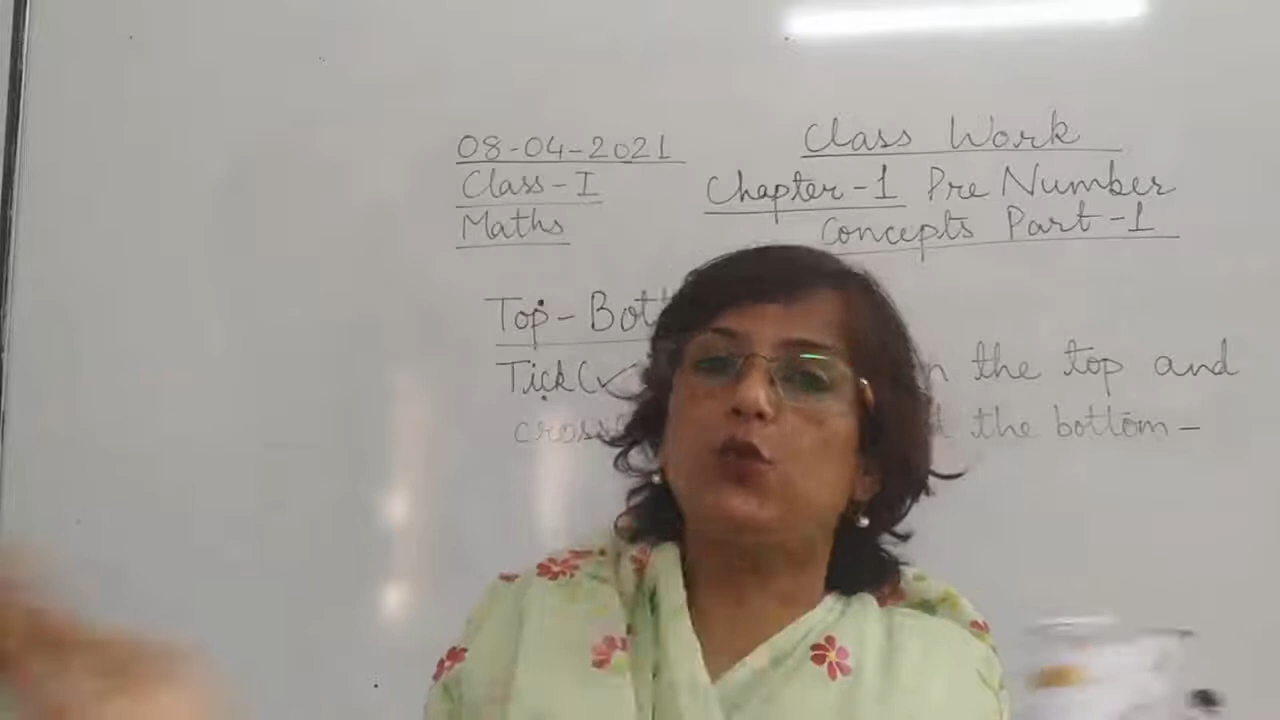 08-04-2021
Class-I
Maths
Class Work
Chapter-1 Pre Number
Concepts Part-1
Top-
Tick(✓ the top and
the bottom-